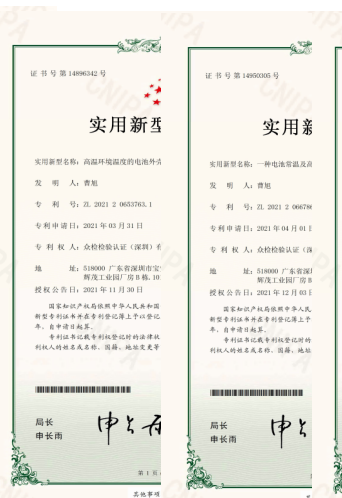 证书号第14896342号
实用新型
实用新型名称：高温环境温度的电池外壳
发明人：曹旭
专利号：ZL 2021 2 0653763.1
专利申请日：2021年03月31日
专利权人：众检检验认证（深圳）有
地址：518000 广东省深圳市宝
辉茂工业园厂房B栋, 10
授权公告日：2021年11月30日
国家知识产权局依照中华人民共和国
新型专利证书并在专利登记簿上予以登记
年，自申请日起算。
专利证书记载专利权登记时的法律状
利权人的姓名或名称、国籍、地址变更等
局长
申长雨
第1页
其他事项
证书号第14950305号
实用新
实用新型名称：一种电池常温及高
发明人：曹旭
专利号：ZL 2021 2 066798
专利申请日：2021年04月01日
专利权人：众检检验认证（深
地址：518000 广东省深圳
辉茂工业园厂房B
授权公告日：2021年12月03日
国家知识产权局依照中华人民
新型专利证书并在专利登记簿上予
年，自申请日起算。
专利证书记载专利权登记时的
利权人的姓名或名称、国籍、地址
局长
申长雨